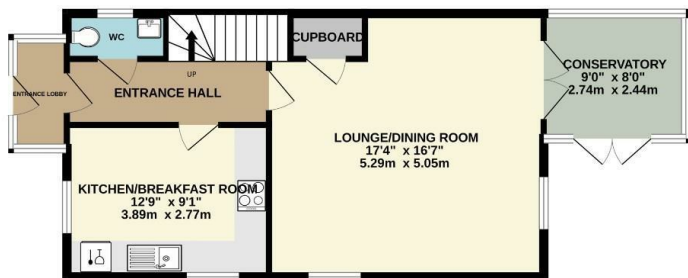 WC
CUPBOARD
UP
ENTRANCE LOBBY
ENTRANCE HALL
CONSERVATORY
9'0" x 8'0"
2.74m x 2.44m
LOUNGE/DINING ROOM
17'4" x 16'7"
5.29m x 5.05m
KITCHEN/BREAKFAST ROOM
12'9" x 9'1"
3.89m x 2.77m